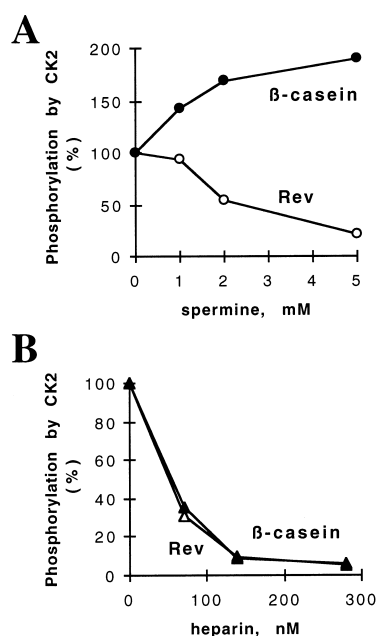 A
Phosphorylation by CK2
(%)
200
150
100
50
0
ß-casein
Rev
0 1 2 3 4 5
spermine, mM
B
Phosphorylation by CK2
(%)
100
80
60
40
20
0
ß-casein
Rev
0 100 200 300
heparin, nM